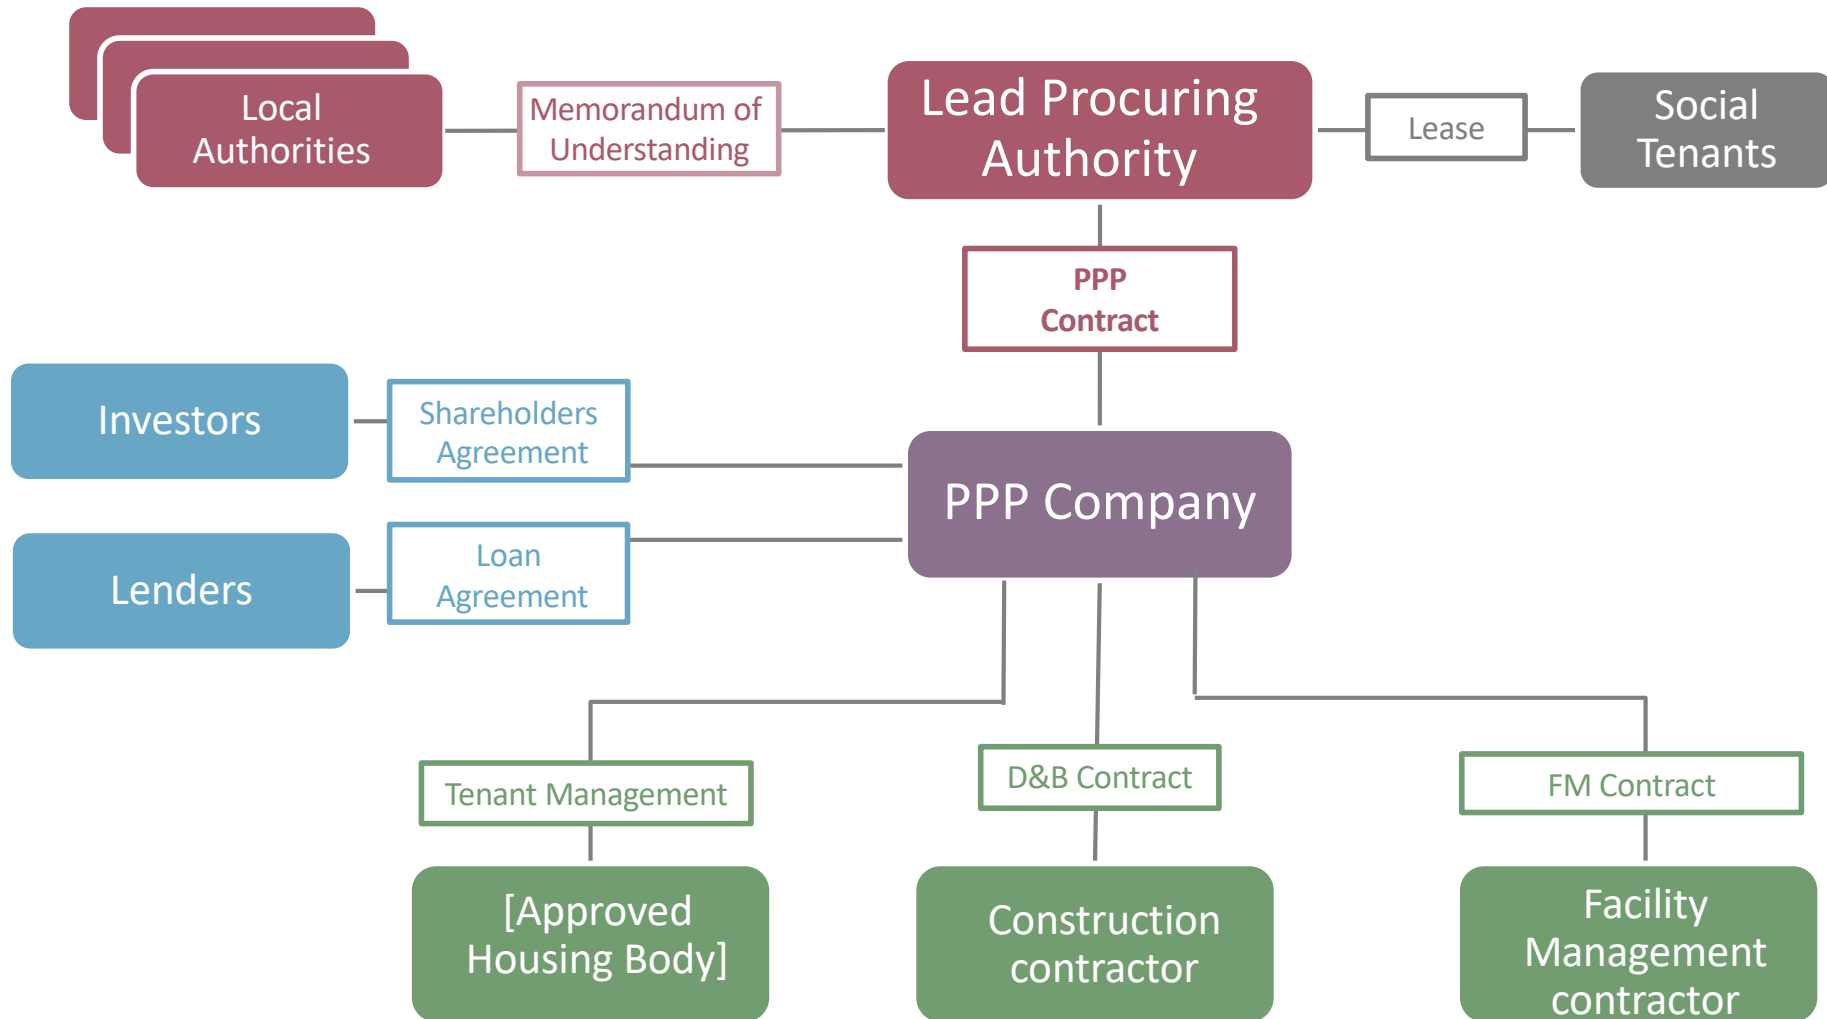 Local
Authorities
Memorandum of
Understanding
Lead Procuring
Authority
Lease
Social
Tenants
PPP
Contract
Investors
Shareholders
Agreement
PPP Company
Lenders
Loan
Agreement
Tenant Management
D&B Contract
FM Contract
[Approved
Housing Body]
Construction
contractor
Facility
Management
contractor